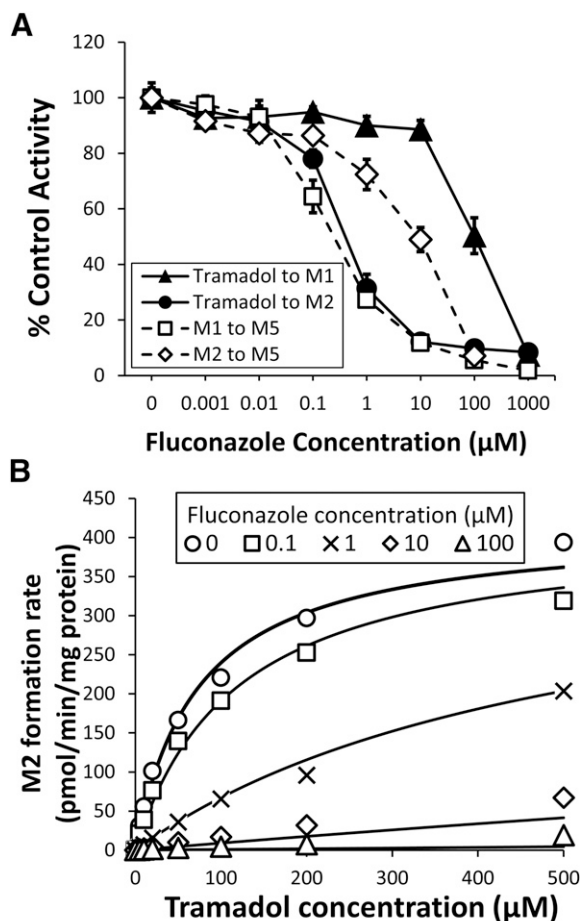 A
% Control Activity
120
100
80
60
40
20
0
Tramadol to M1
Tramadol to M2
M1 to M5
M2 to M5
0 0.001 0.01 0.1 1 10 100 1000
Fluconazole Concentration (µM)
B
M2 formation rate
(pmol/min/mg protein)
450
400
350
300
250
200
150
100
50
0
Fluconazole concentration (µM)
0 0.1 1 10 100
0 100 200 300 400 500
Tramadol concentration (µM)